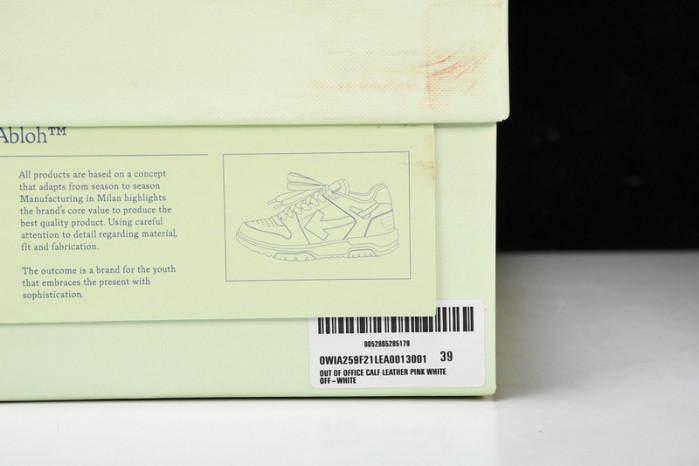 Abloh™
All products are based on a concept
that adapts from season to season
Manufacturing in Milan highlights
the brand's core value to produce the
best quality product. Using careful
attention to detail regarding material,
fit and fabrication.
The outcome is a brand for the youth
that embraces the present with
sophistication.
8052865285179
OWIA259F21LEA0013001 39
OUT OF OFFICE CALF LEATHER PINK WHITE
OFF-WHITE